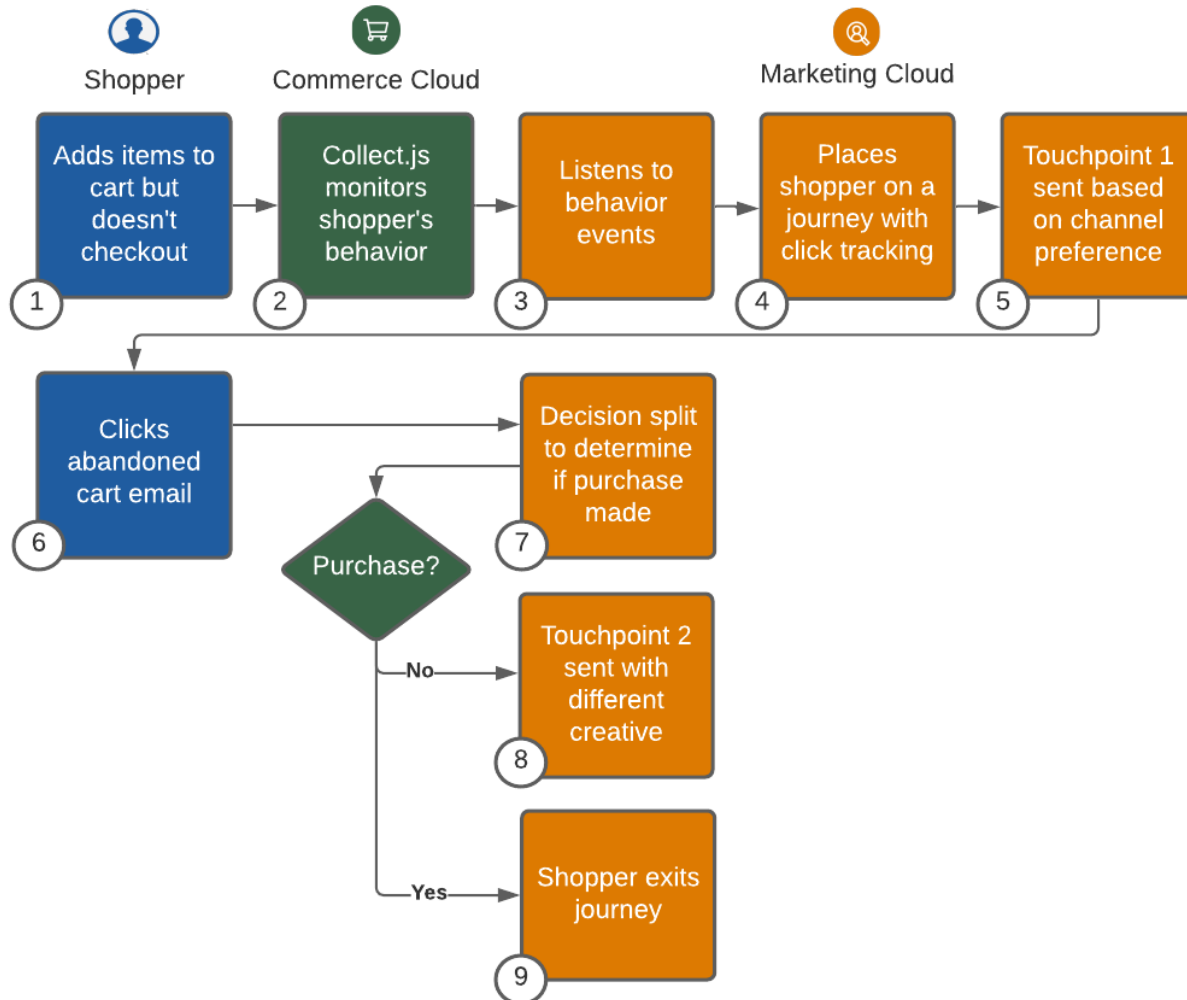 Shopper
Commerce Cloud
Marketing Cloud
Adds items to
cart but
doesn't
checkout
1
Collect.js
monitors
shopper's
behavior
2
Listens to
behavior
events
3
Places
shopper on a
journey with
click tracking
4
Touchpoint 1
sent based
on channel
preference
5
Clicks
abandoned
cart email
6
Decision split
to determine
if purchase
made
7
Purchase?
No
Touchpoint 2
sent with
different
creative
8
Yes
Shopper exits
journey
9